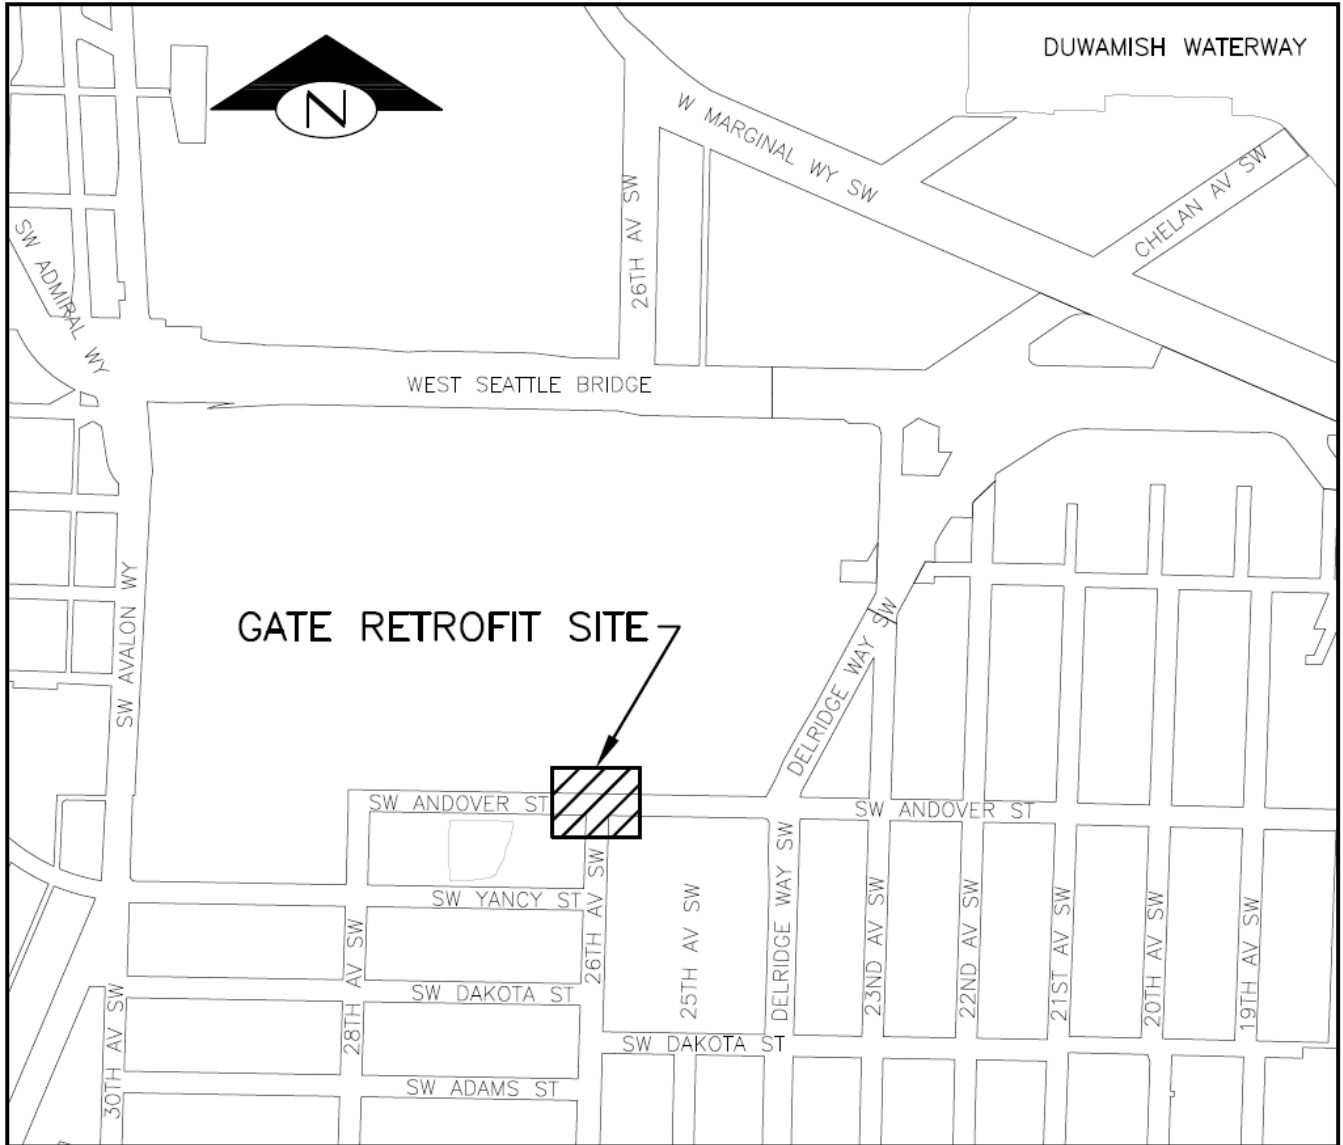 DUWAMISH WATERWAY
N
W MARGINAL WY SW
CHELAN AV SW
26TH AV SW
SW ADMIRAL WY
WEST SEATTLE BRIDGE
SW AVALON WY
GATE RETROFIT SITE
DELRIDGE WAY SW
SW ANDOVER ST
SW ANDOVER ST
SW YANCY ST
26TH AV SW
25TH AV SW
DELRIDGE WAY SW
23ND AV SW
22ND AV SW
21ST AV SW
20TH AV SW
19TH AV SW
28TH AV SW
30TH AV SW
SW DAKOTA ST
SW DAKOTA ST
SW ADAMS ST